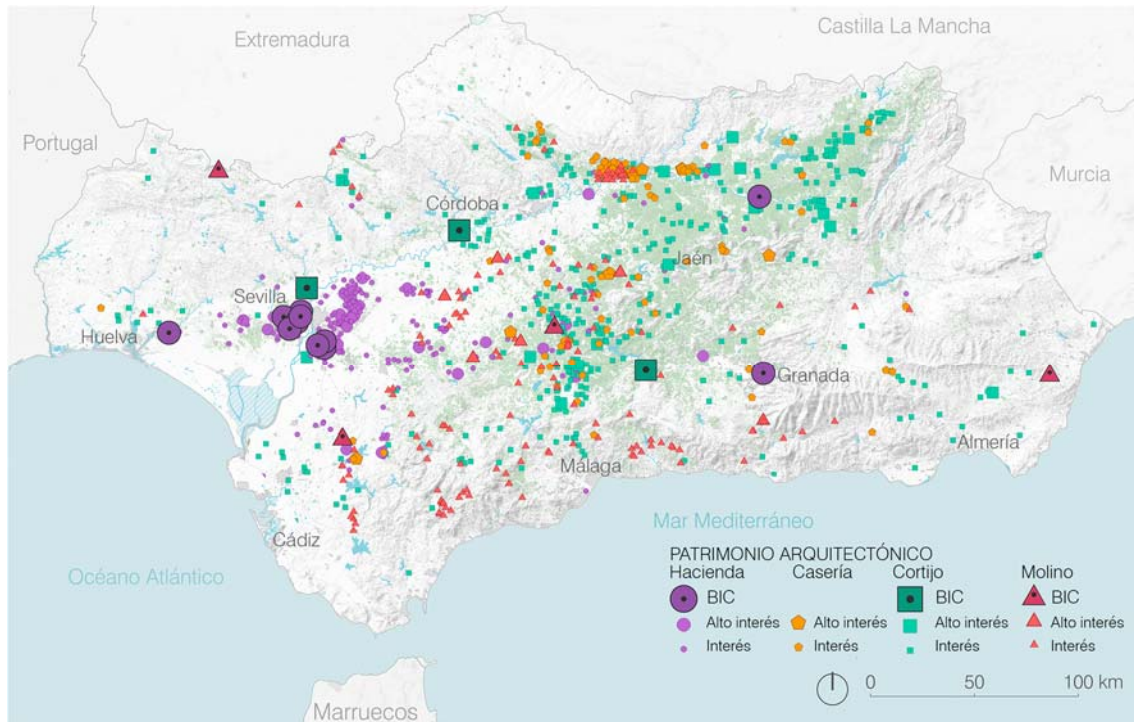 Extremadura
Castilla La Mancha
Portugal
Murcia
Córdoba
Jaén
Sevilla
Huelva
Granada
Almería
Málaga
Cádiz
Mar Mediterráneo
Océano Atlántico
Marruecos
PATRIMONIO ARQUITECTÓNICO
Hacienda Casería Cortijo Molino
BIC BIC BIC
Alto interés Alto interés Alto interés Alto interés
Interés Interés Interés Interés
0 50 100 km